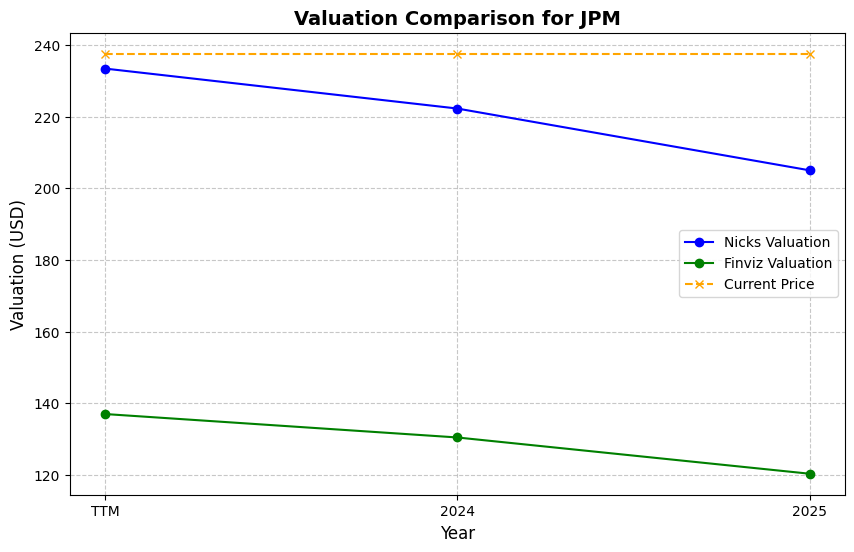 Valuation Comparison for JPM
Valuation (USD)
240
220
200
180
160
140
120
Nicks Valuation
Finviz Valuation
Current Price
TTM
2024
2025
Year